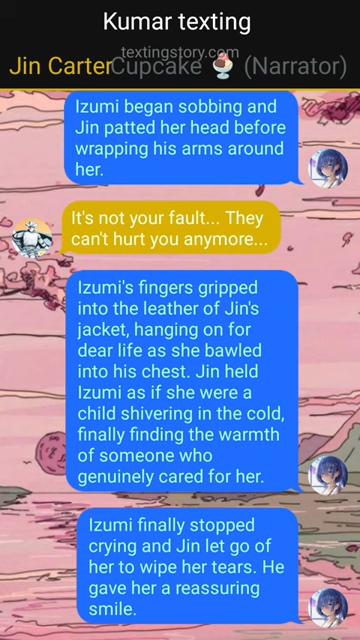 Kumar texting
textingstory.com
Jin Carter Cupcake 🍨 (Narrator)
Izumi began sobbing and
Jin patted her head before
wrapping his arms around
her.
It's not your fault... They
can't hurt you anymore...
Izumi's fingers gripped
into the leather of Jin's
jacket, hanging on for
dear life as she bawled
into his chest. Jin held
Izumi as if she were a
child shivering in the cold,
finally finding the warmth
of someone who
genuinely cared for her.
Izumi finally stopped
crying and Jin let go of
her to wipe her tears. He
gave her a reassuring
smile.